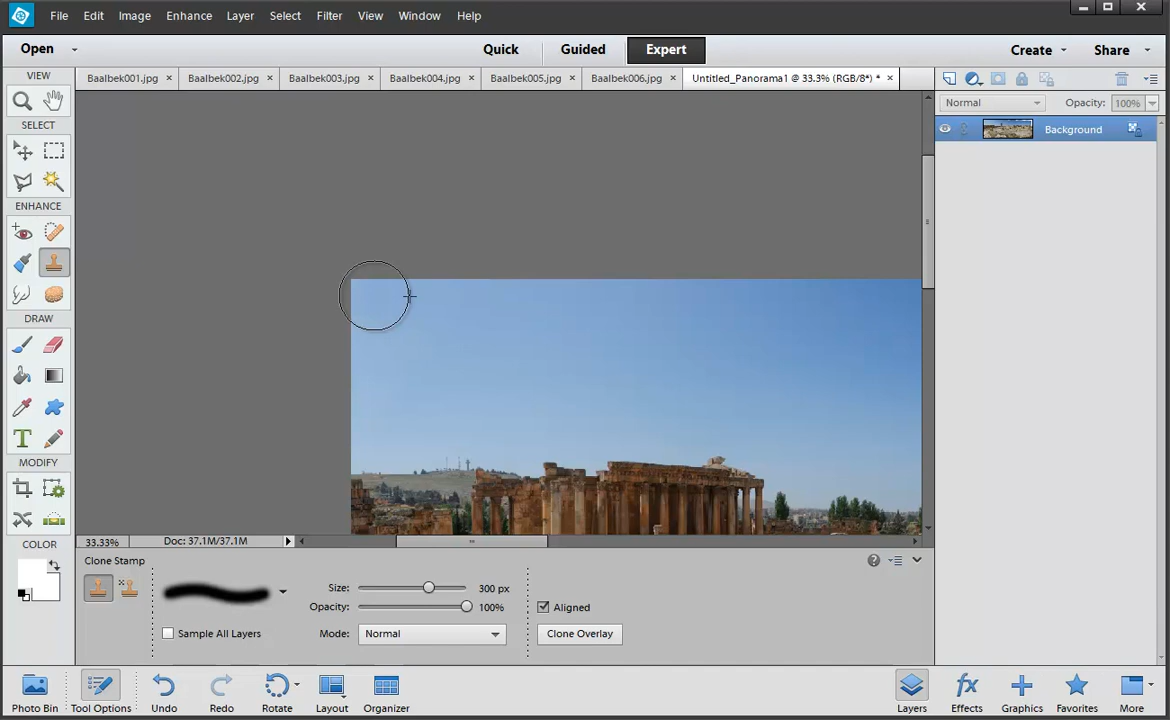 File Edit Image Enhance Layer Select Filter View Window Help
Open Quick Guided Expert Create Share
VIEW Baalbek001.jpg × Baalbek002.jpg × Baalbek003.jpg × Baalbek004.jpg × Baalbek005.jpg × Baalbek006.jpg × Untitled_Panorama1 @ 33.3% (RGB/8*) * ×
Normal Opacity: 100%
SELECT
Background
ENHANCE
DRAW
T
MODIFY
COLOR
33.33% Doc: 37.1M/37.1M
Clone Stamp
Size: 300 px
Opacity: 100% Aligned
Sample All Layers Mode: Normal Clone Overlay
Photo Bin Tool Options Undo Redo Rotate Layout Organizer Layers Effects Graphics Favorites More